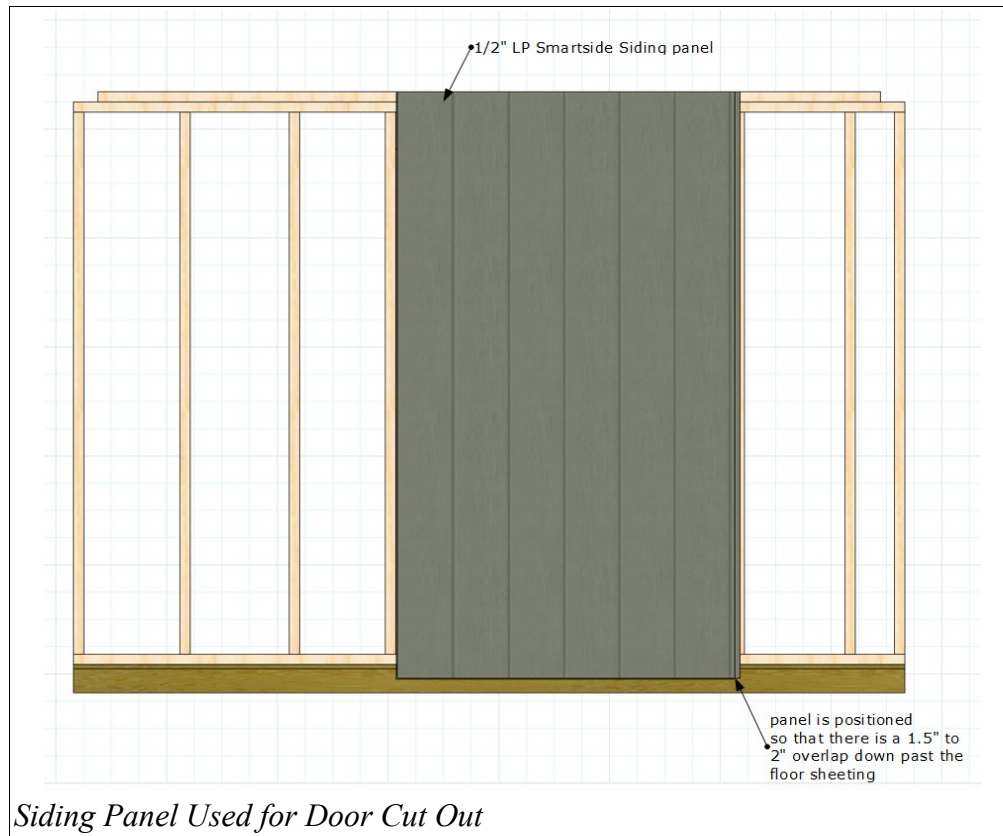 1/2" LP Smartside Siding panel
panel is positioned
so that there is a 1.5" to
2" overlap down past the
floor sheeting
Siding Panel Used for Door Cut Out